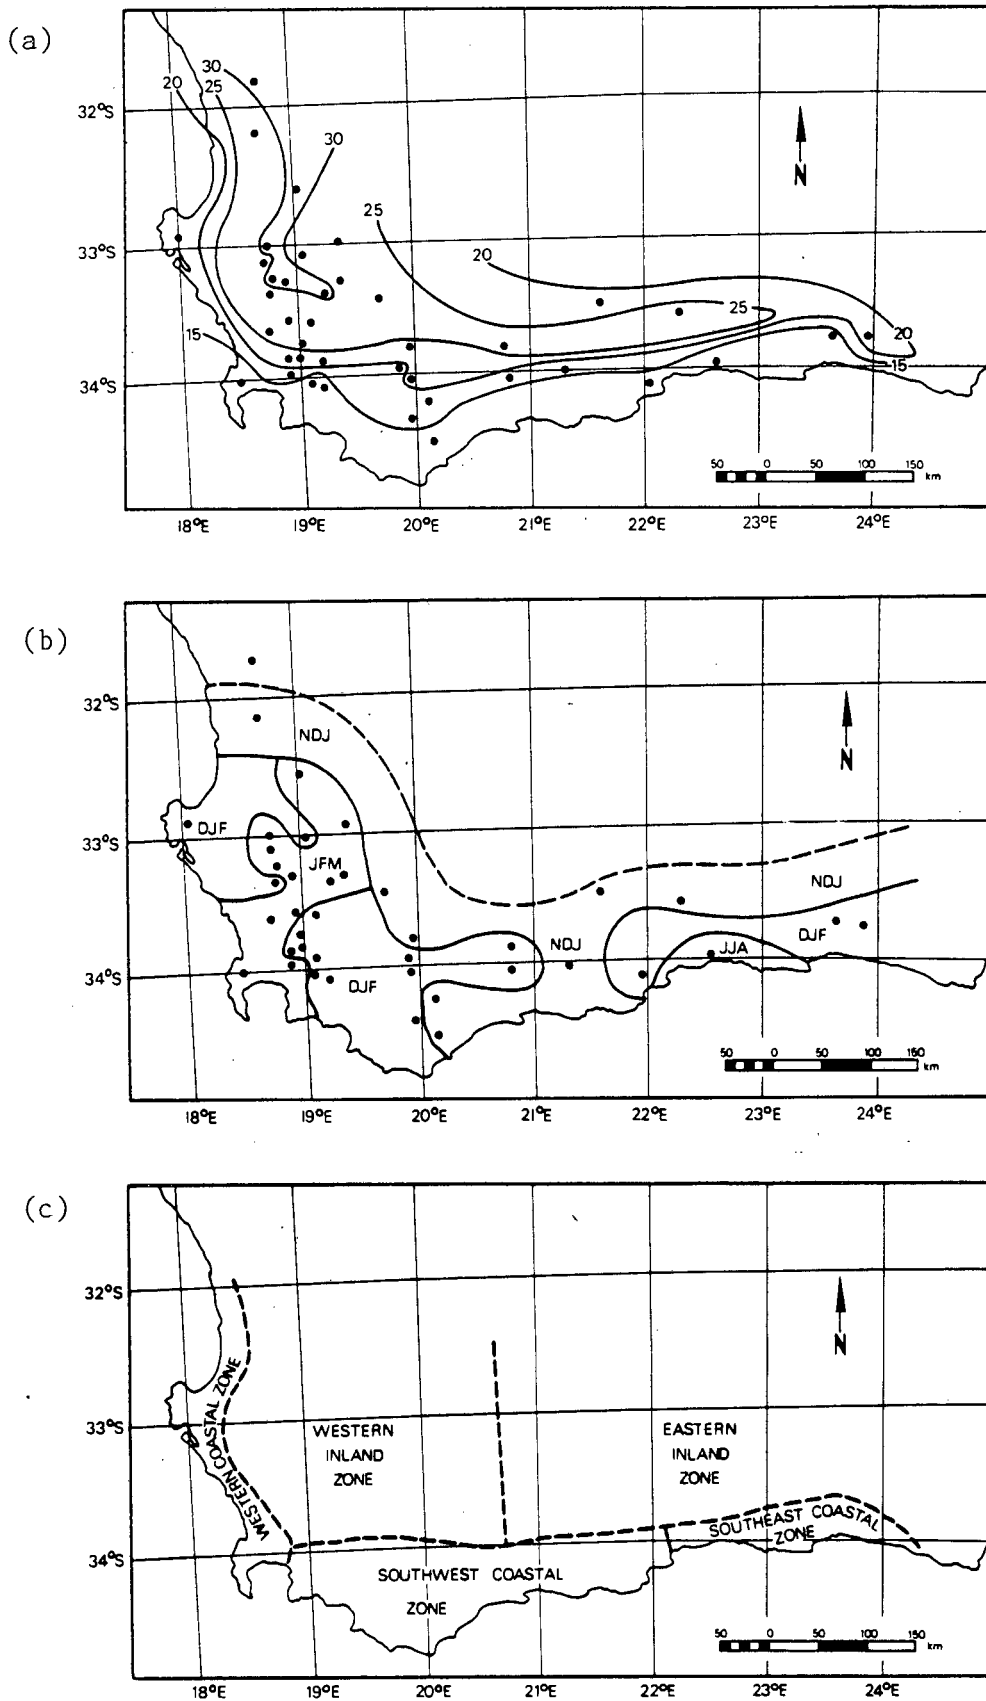 (a)
30
20
25
32°S
30
N
25
33°S
20
25
15
20
34°S
15
50 0 50 100 150
km
18°E 19°E 20°E 21°E 22°E 23°E 24°E
(b)
32°S
NDJ
N
DJF
33°S
JFM
NDJ
NDJ
DJF
JJA
34°S
DJF
50 0 50 100 150
km
18°E 19°E 20°E 21°E 22°E 23°E 24°E
(c)
32°S
N
WESTERN COASTAL ZONE
33°S
WESTERN
INLAND
ZONE
EASTERN
INLAND
ZONE
SOUTHEAST COASTAL
ZONE
34°S
SOUTHWEST COASTAL
ZONE
50 0 50 100 150
km
18°E 19°E 20°E 21°E 22°E 23°E 24°E